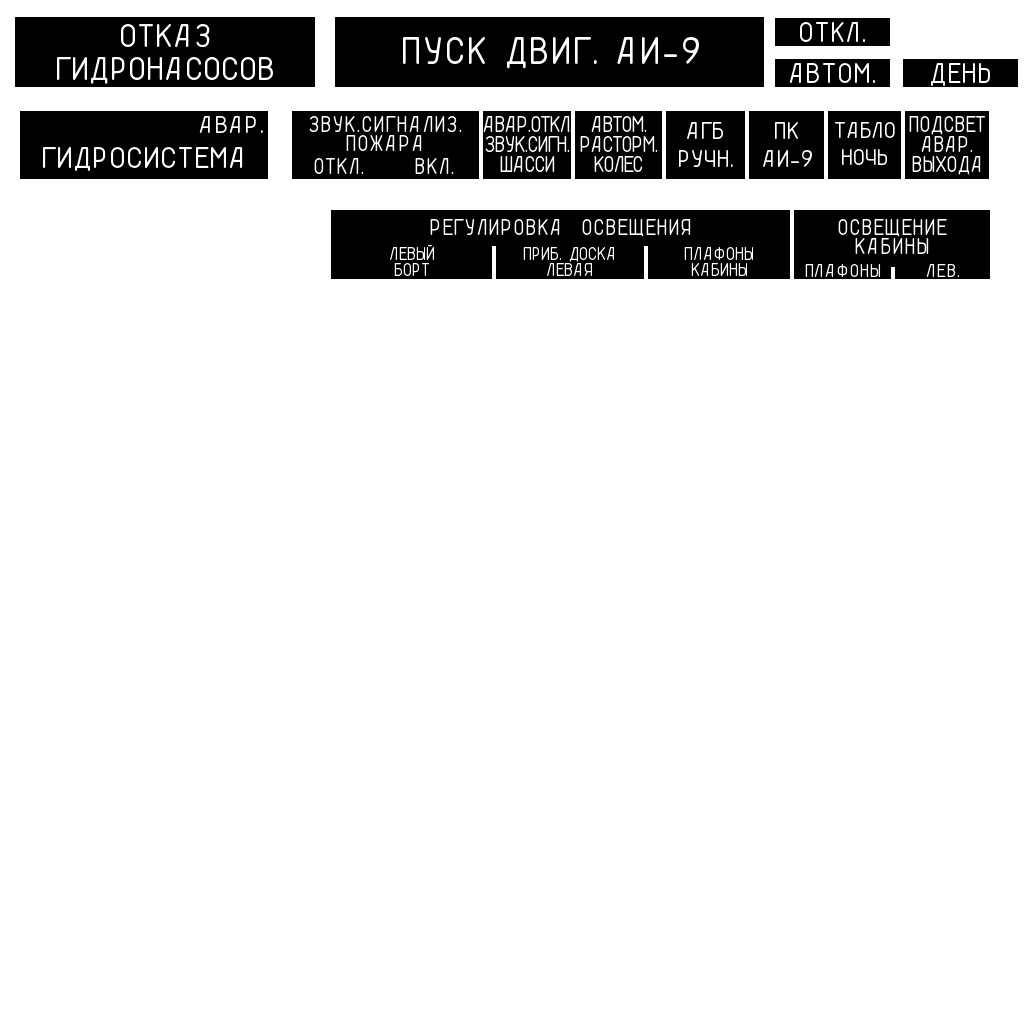 ОТКАЗ
ГИДРОНАСОСОВ
ПУСК ДВИГ. АИ-9
ОТКЛ.
АВТОМ.
ДЕНЬ
АВАР.
ГИДРОСИСТЕМА
ЗВУК.СИГНАЛИЗ.
ПОЖАРА
ОТКЛ. ВКЛ.
АВАР.ОТКЛ
ЗВУК.СИГН.
ШАССИ
АВТОМ.
РАСТОРМ.
КОЛЕС
АГБ
РУЧН.
ПК
АИ-9
ТАБЛО
НОЧЬ
ПОДСВЕТ
АВАР.
ВЫХОДА
РЕГУЛИРОВКА ОСВЕЩЕНИЯ
ЛЕВЫЙ
БОРТ
ПРИБ. ДОСКА
ЛЕВАЯ
ПЛАФОНЫ
КАБИНЫ
ОСВЕЩЕНИЕ
КАБИНЫ
ПЛАФОНЫ ЛЕВ.